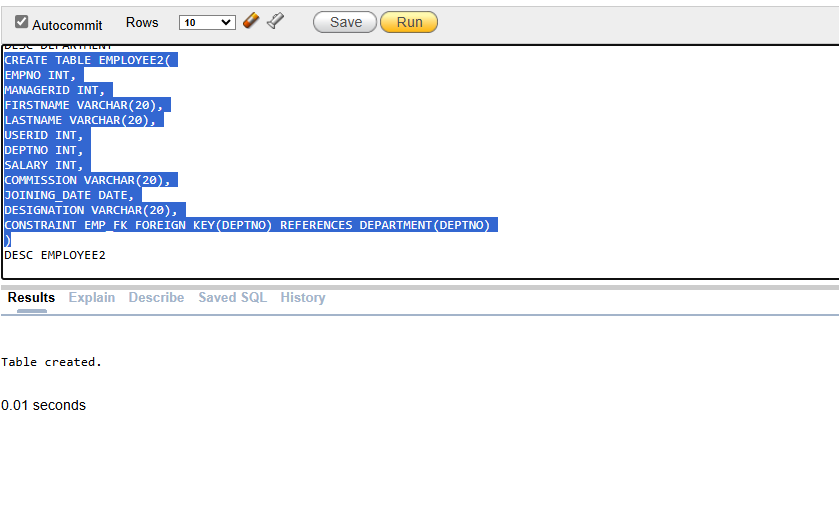 Autocommit Rows 10 Save Run
DESC DEPARTMENT
CREATE TABLE EMPLOYEE2(
EMPNO INT,
MANAGERID INT,
FIRSTNAME VARCHAR(20),
LASTNAME VARCHAR(20),
USERID INT,
DEPTNO INT,
SALARY INT,
COMMISSION VARCHAR(20),
JOINING_DATE DATE,
DESIGNATION VARCHAR(20),
CONSTRAINT EMP_FK FOREIGN KEY(DEPTNO) REFERENCES DEPARTMENT(DEPTNO)
)
DESC EMPLOYEE2
Results Explain Describe Saved SQL History
Table created.
0.01 seconds